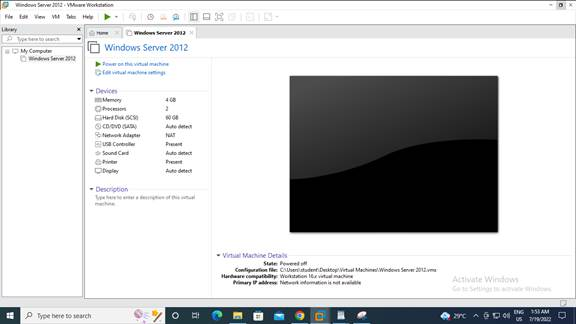 Windows Server 2012 - VMware Workstation
File Edit View VM Tabs Help
Library
Type here to search
My Computer
Windows Server 2012
Home
Windows Server 2012
Windows Server 2012
Power on this virtual machine
Edit virtual machine settings
Devices
Memory 4 GB
Processors 2
Hard Disk (SCSI) 60 GB
CD/DVD (SATA) Auto detect
Network Adapter NAT
USB Controller Present
Sound Card Auto detect
Printer Present
Display Auto detect
Description
Type here to enter a description of this virtual
machine.
Virtual Machine Details
State: Powered off
Configuration file: C:\Users\student\Desktop\Virtual Machines\Windows Server 2012.vmx
Hardware compatibility: Workstation 16.x virtual machine
Primary IP address: Network information is not available
Activate Windows
Go to Settings to activate Windows.
Type here to search
29°C
ENG
US
1:53 AM
7/19/2022